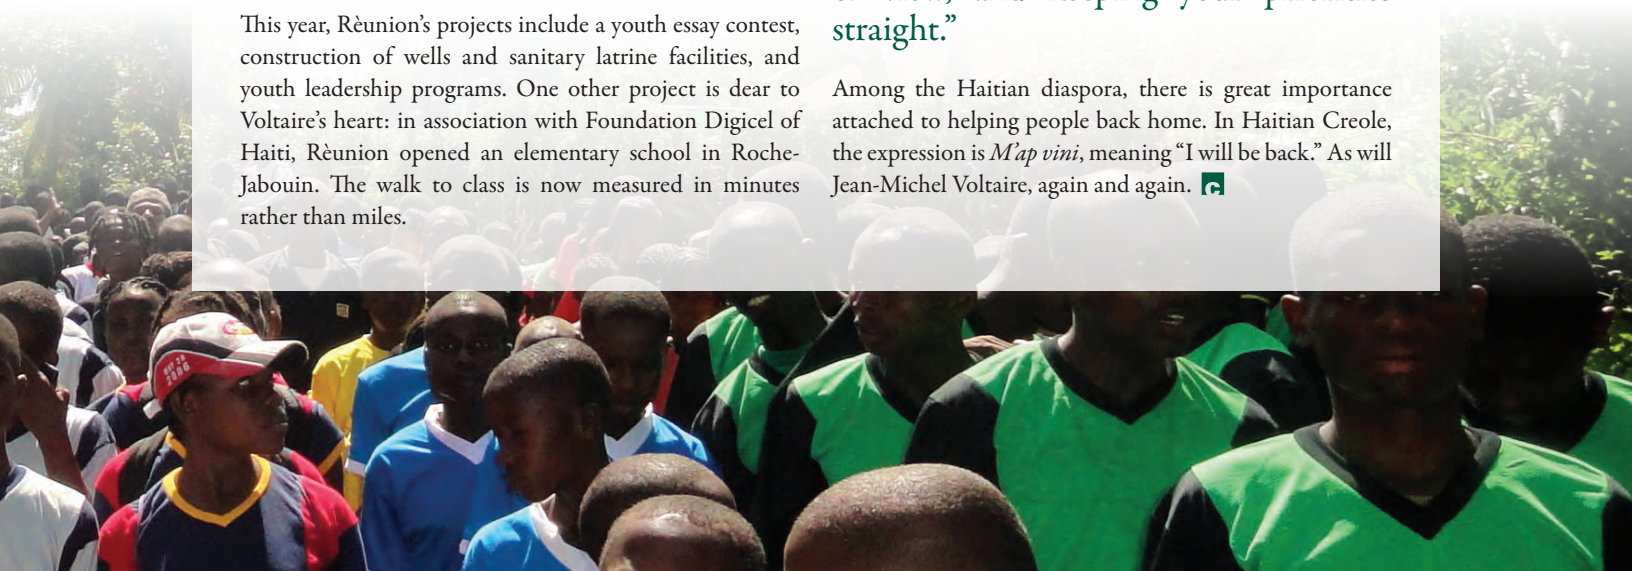 This year, Rèunion’s projects include a youth essay contest,
construction of wells and sanitary latrine facilities, and
youth leadership programs. One other project is dear to
Voltaire’s heart: in association with Foundation Digicel of
Haiti, Rèunion opened an elementary school in Roche-
Jabouin. The walk to class is now measured in minutes
rather than miles.
straight.”
Among the Haitian diaspora, there is great importance
attached to helping people back home. In Haitian Creole,
the expression is M’ap vini, meaning “I will be back.” As will
Jean-Michel Voltaire, again and again. C
MAY 18
2006